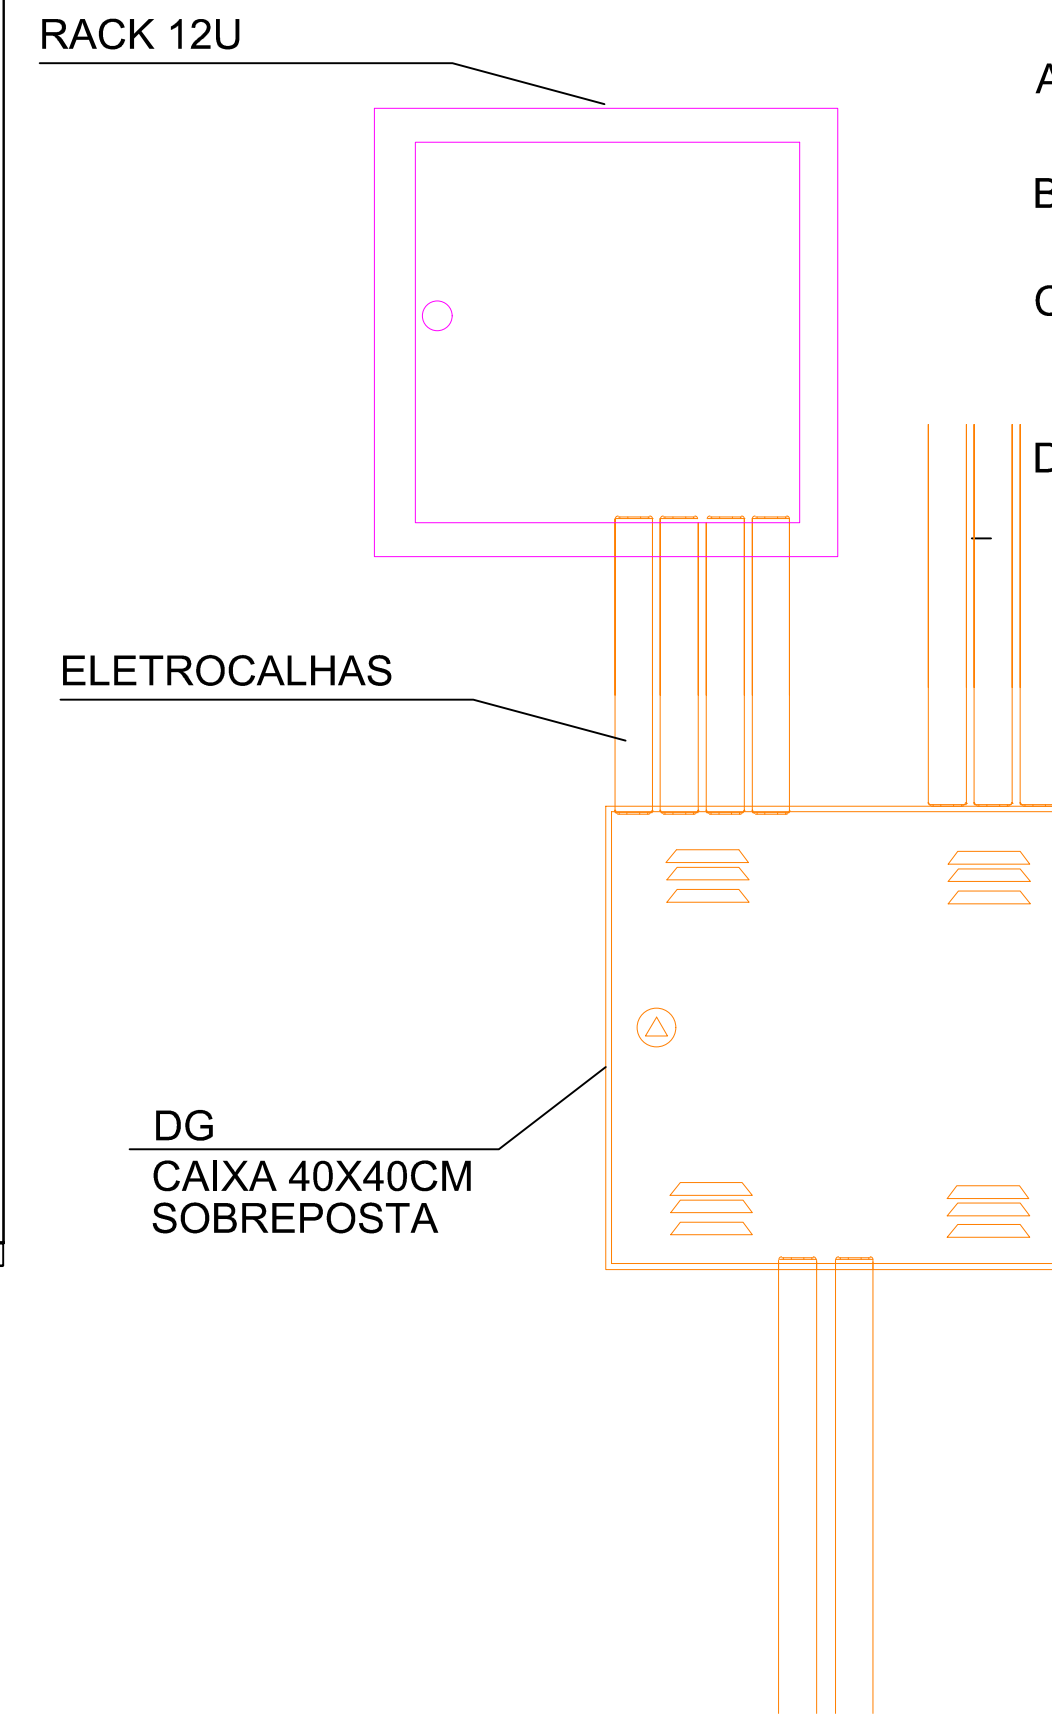 RACK 12U
A
B
D
ELETROCALHAS
DG
CAIXA 40X40CM
SOBREPOSTA